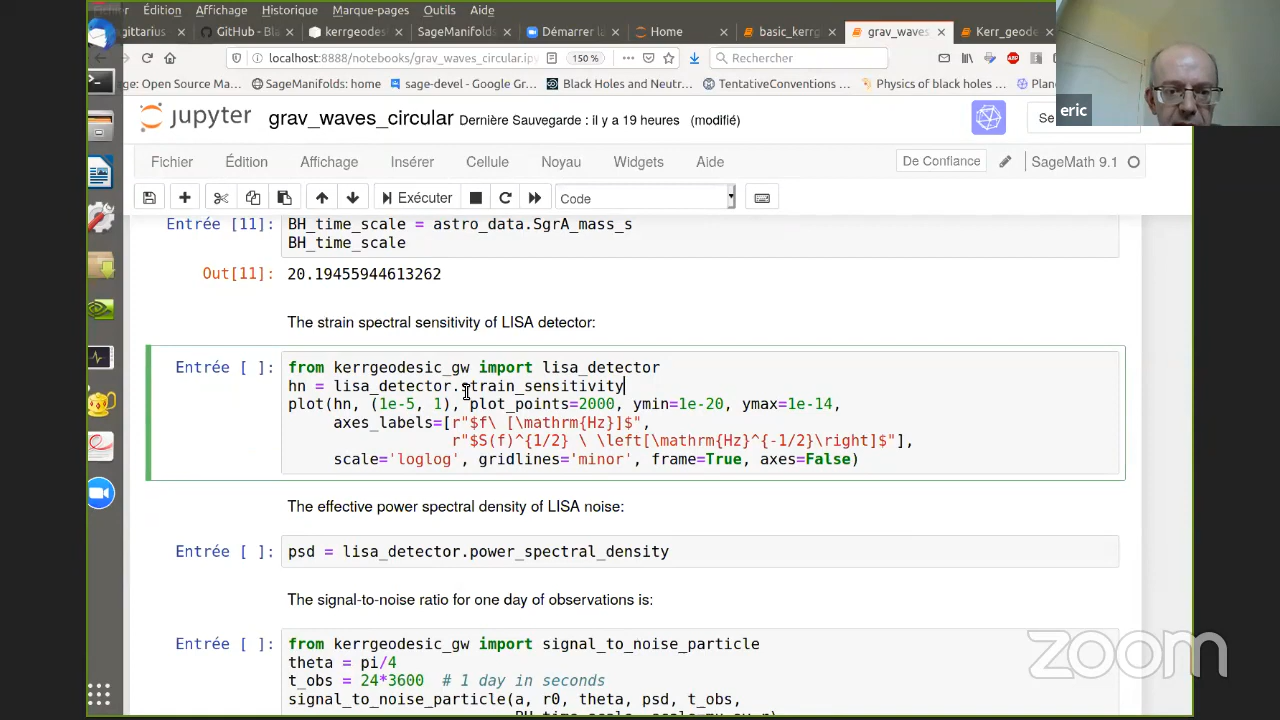 Fichier Édition Affichage Historique Marque-pages Outils Aide
gittarius × GitHub - Bla × kerrgeodes × SageManifolds × Démarrer la × Home × basic_kerrg × grav_waves × Kerr_geode
localhost:8888/notebooks/grav_waves_circular.ipy 150 % Rechercher
ge: Open Source Ma… SageManifolds: Home sage-devel - Google Gr… Black Holes and Neutr… TentativeConventions … Physics of black holes … Plan
jupyter grav_waves_circular Dernière Sauvegarde : il y a 19 heures (modifié) Se
eric
Fichier Édition Affichage Insérer Cellule Noyau Widgets Aide De Confiance SageMath 9.1
Exécuter Code
Entrée [11]: BH_time_scale = astro_data.SgrA_mass_s
BH_time_scale
Out[11]: 20.19455944613262
The strain spectral sensitivity of LISA detector:
Entrée [ ]: from kerrgeodesic_gw import lisa_detector
hn = lisa_detector.strain_sensitivity
plot(hn, (1e-5, 1), plot_points=2000, ymin=1e-20, ymax=1e-14,
axes_labels=[r"$f\ [\mathrm{Hz}]$",
r"$S(f)^{1/2} \ \left[\mathrm{Hz}^{-1/2}\right]$"],
scale='loglog', gridlines='minor', frame=True, axes=False)
The effective power spectral density of LISA noise:
Entrée [ ]: psd = lisa_detector.power_spectral_density
The signal-to-noise ratio for one day of observations is:
Entrée [ ]: from kerrgeodesic_gw import signal_to_noise_particle
theta = pi/4
t_obs = 24*3600 # 1 day in seconds
signal_to_noise_particle(a, r0, theta, psd, t_obs,
zoom